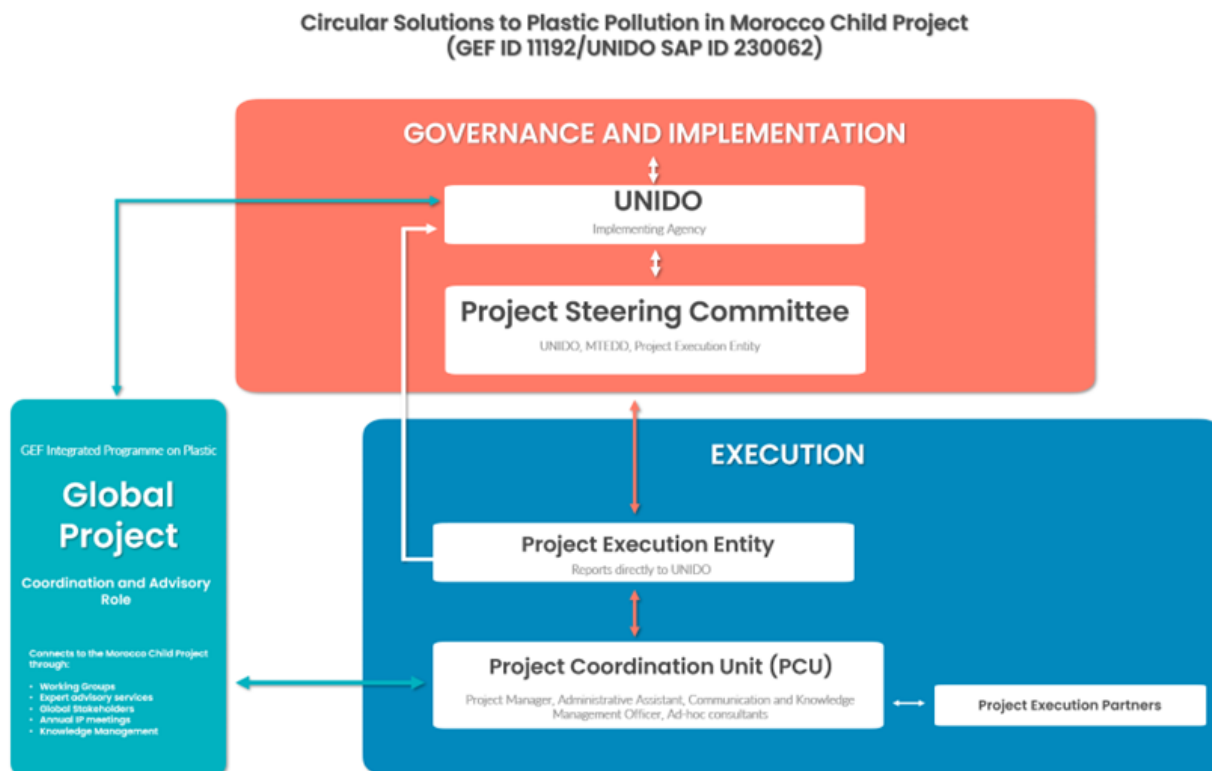 Circular Solutions to Plastic Pollution in Morocco Child Project
(GEF ID 11192/UNIDO SAP ID 230062)
GOVERNANCE AND IMPLEMENTATION
UNIDO
Implementing Agency
Project Steering Committee
UNIDO, MTEDD, Project Execution Entity
GEF Integrated Programme on Plastic
Global
Project
Coordination and Advisory
Role
Connects to the Morocco Child Project
through:
• Working Groups
• Expert advisory services
• Global Stakeholders
• Annual IP meetings
• Knowledge Management
EXECUTION
Project Execution Entity
Reports directly to UNIDO
Project Coordination Unit (PCU)
Project Manager, Administrative Assistant, Communication and Knowledge
Management Officer, Ad-hoc consultants
Project Execution Partners